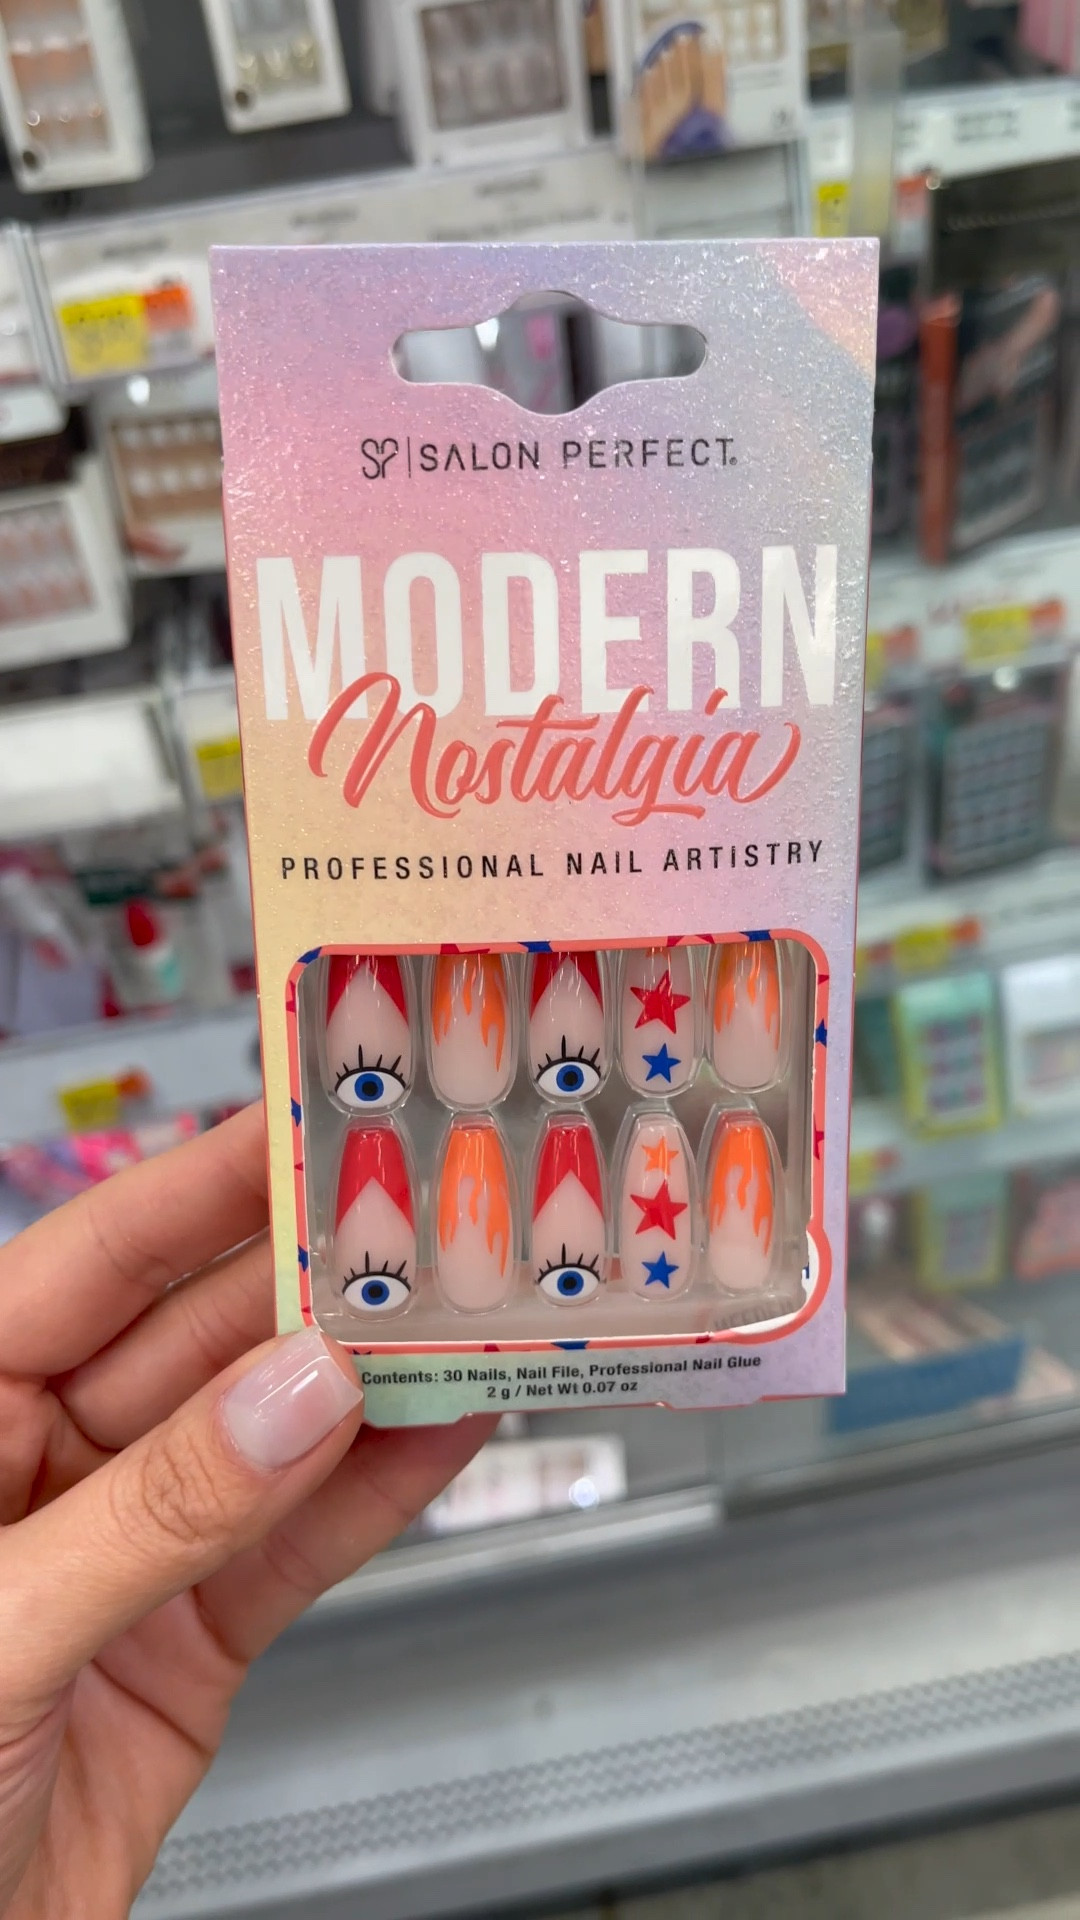 SP | SALON PERFECT®
MODERN
Nostalgia
PROFESSIONAL NAIL ARTISTRY
Contents: 30 Nails, Nail File, Professional Nail Glue
2 g / Net Wt 0.07 oz